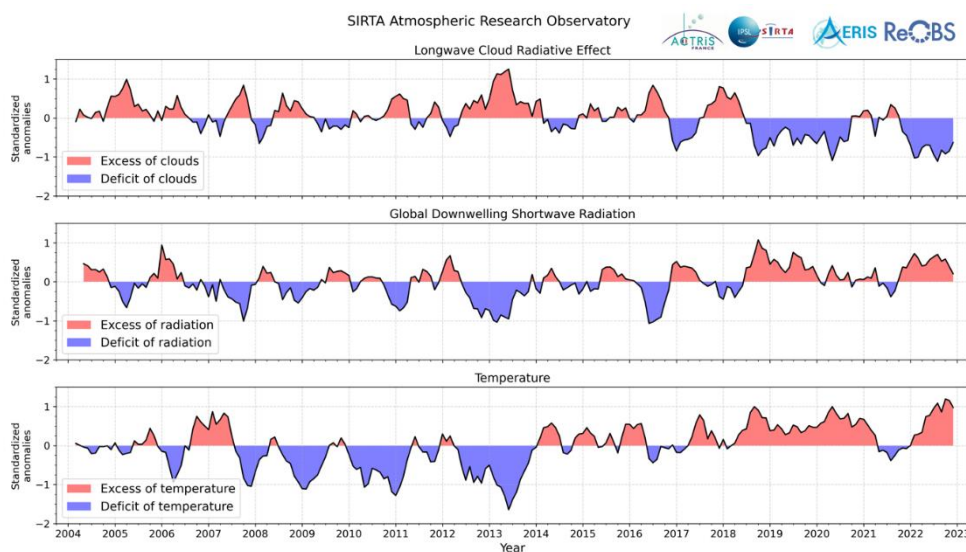 SIRTA Atmospheric Research Observatory
ACTRiS
FRANCE
IPSL
SIRTA
AERIS
ReOBS
Longwave Cloud Radiative Effect
Standardized
anomalies
1
0
−1
−2
Excess of clouds
Deficit of clouds
Global Downwelling Shortwave Radiation
Standardized
anomalies
1
0
−1
−2
Excess of radiation
Deficit of radiation
Temperature
Standardized
anomalies
1
0
−1
−2
Excess of temperature
Deficit of temperature
2004 2005 2006 2007 2008 2009 2010 2011 2012 2013 2014 2015 2016 2017 2018 2019 2020 2021 2022 2023
Year